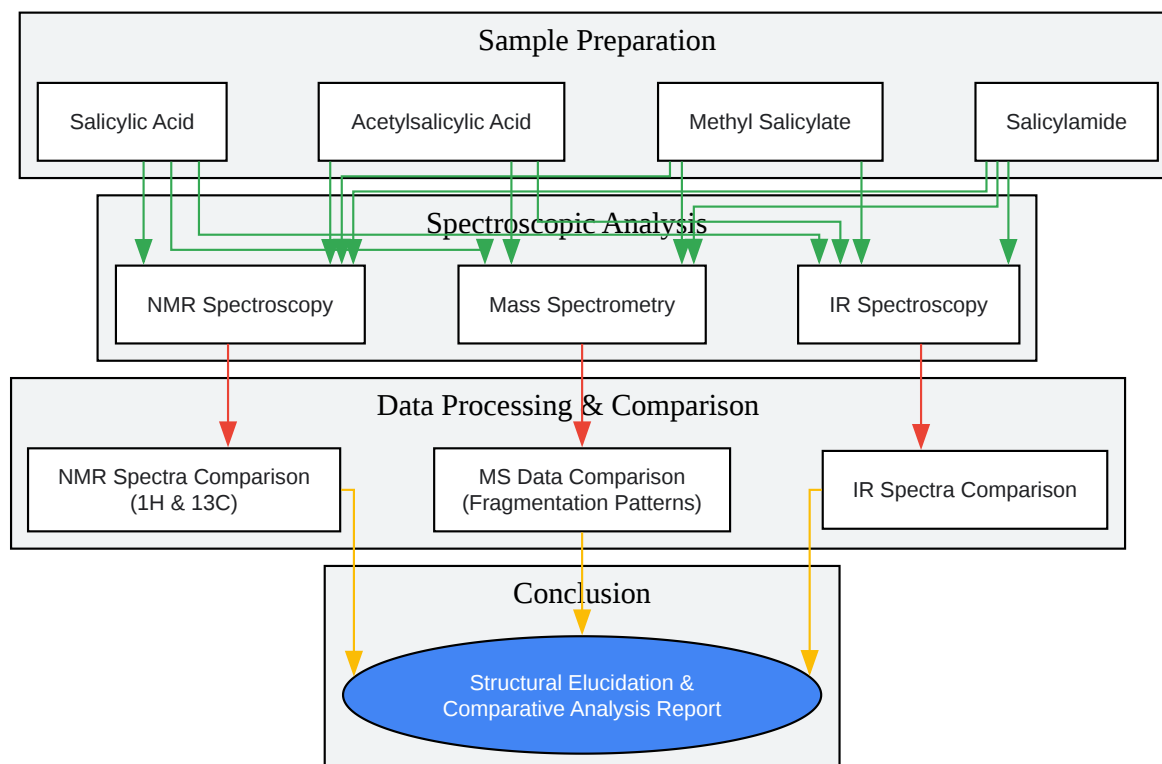 Sample Preparation
Salicylic Acid
Acetylsalicylic Acid
Methyl Salicylate
Salicylamide
Spectroscopic Analysis
NMR Spectroscopy
Mass Spectrometry
IR Spectroscopy
Data Processing & Comparison
NMR Spectra Comparison
(1H & 13C)
MS Data Comparison
(Fragmentation Patterns)
IR Spectra Comparison
Conclusion
Structural Elucidation &
Comparative Analysis Report